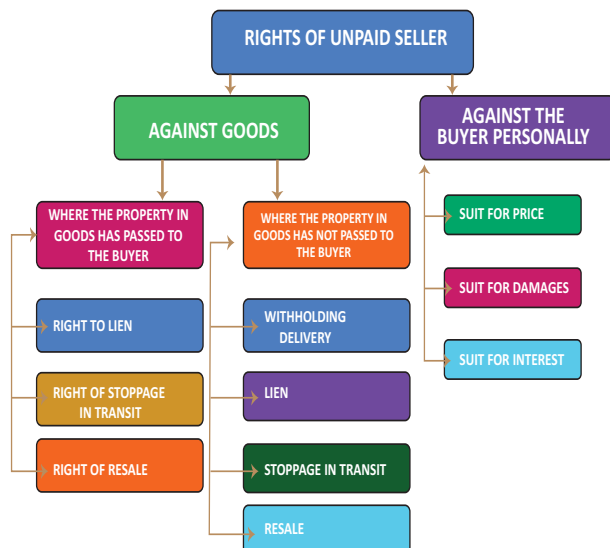 RIGHTS OF UNPAID SELLER
AGAINST GOODS
AGAINST THE
BUYER PERSONALLY
WHERE THE PROPERTY IN
GOODS HAS PASSED TO
THE BUYER
RIGHT TO LIEN
RIGHT OF STOPPAGE
IN TRANSIT
RIGHT OF RESALE
WHERE THE PROPERTY IN
GOODS HAS NOT PASSED TO
THE BUYER
WITHHOLDING
DELIVERY
LIEN
STOPPAGE IN TRANSIT
RESALE
SUIT FOR PRICE
SUIT FOR DAMAGES
SUIT FOR INTEREST